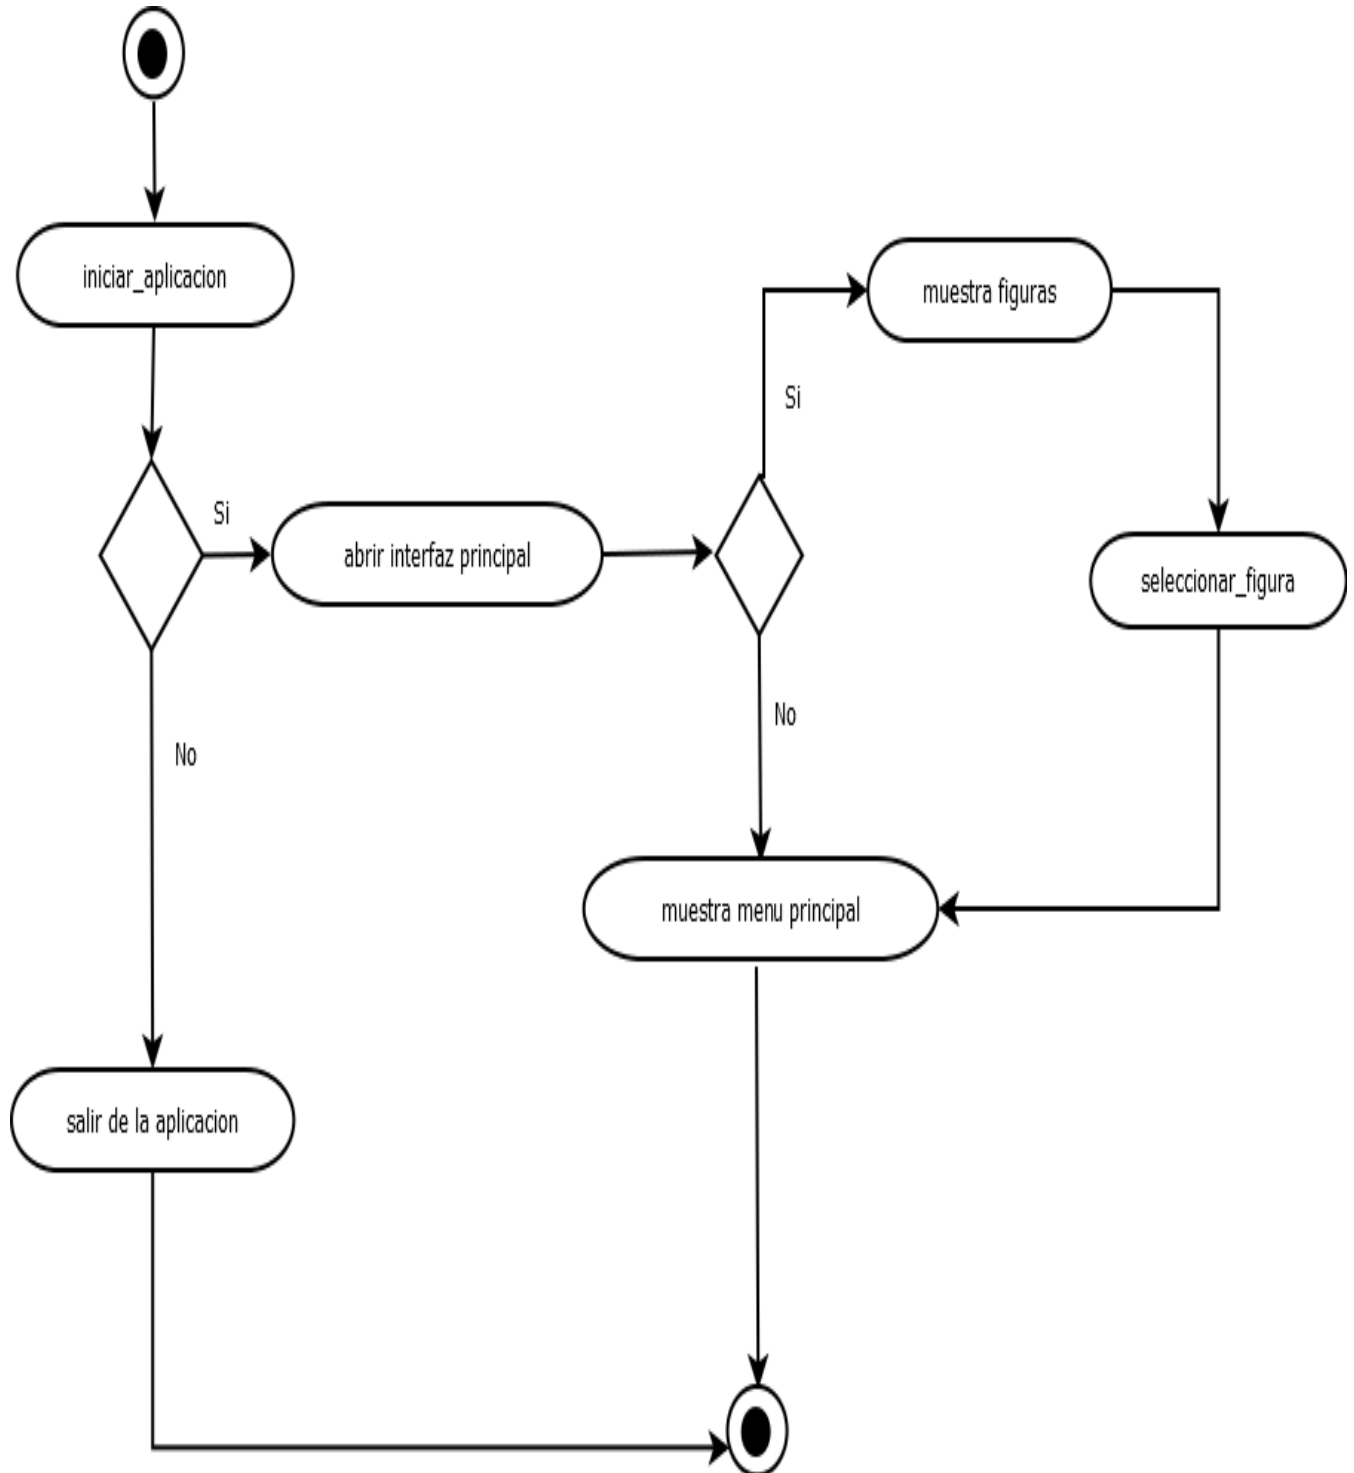 iniciar_aplicacion
muestra figuras
Si
Si
abrir interfaz principal
seleccionar_figura
No
No
muestra menu principal
salir de la aplicacion